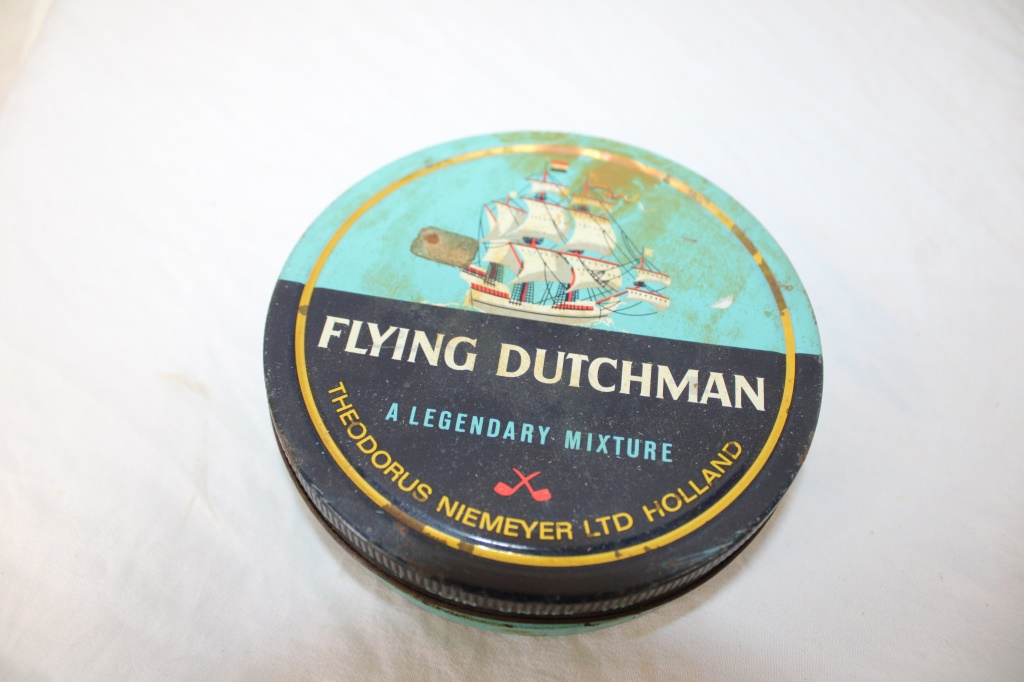 FLYING DUTCHMAN
A LEGENDARY MIXTURE
THEODORUS NIEMEYER LTD HOLLAND